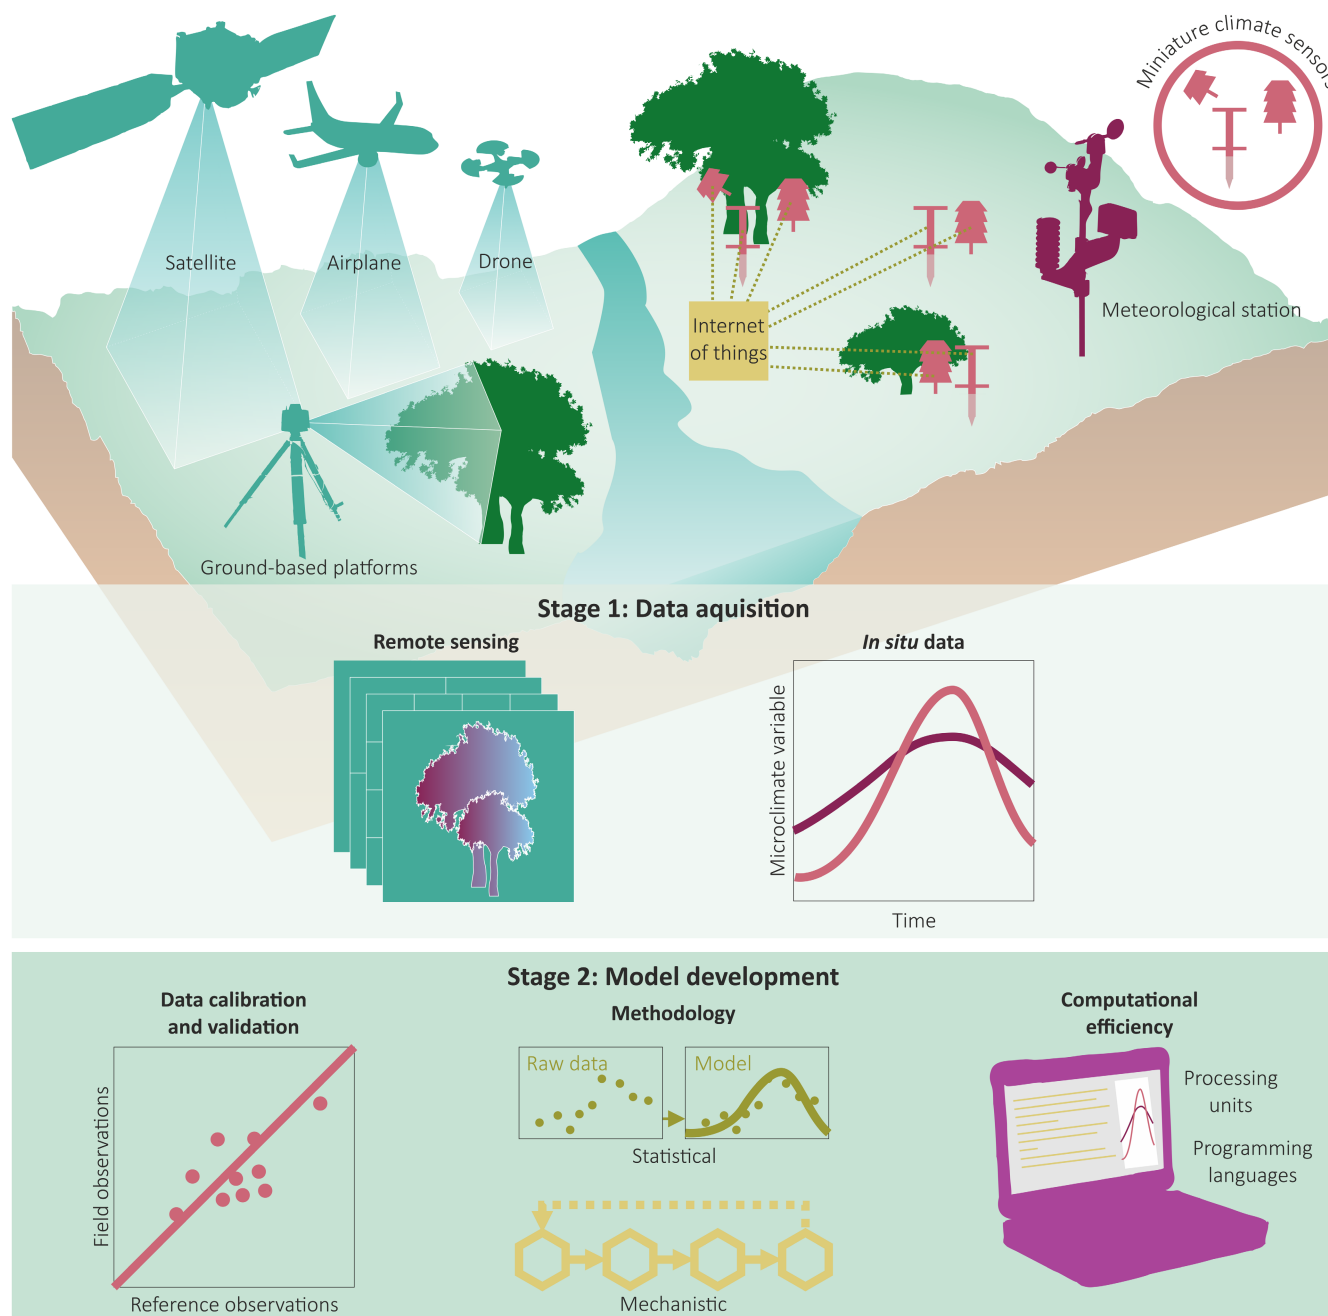 Miniature climate sensors
Satellite
Airplane
Drone
Meteorological station
Internet
of things
Ground-based platforms
Stage 1: Data aquisition
Remote sensing
In situ data
Microclimate variable
Time
Stage 2: Model development
Data calibration
and validation
Field observations
Reference observations
Methodology
Raw data
Model
Statistical
Mechanistic
Computational
efficiency
Processing
units
Programming
languages